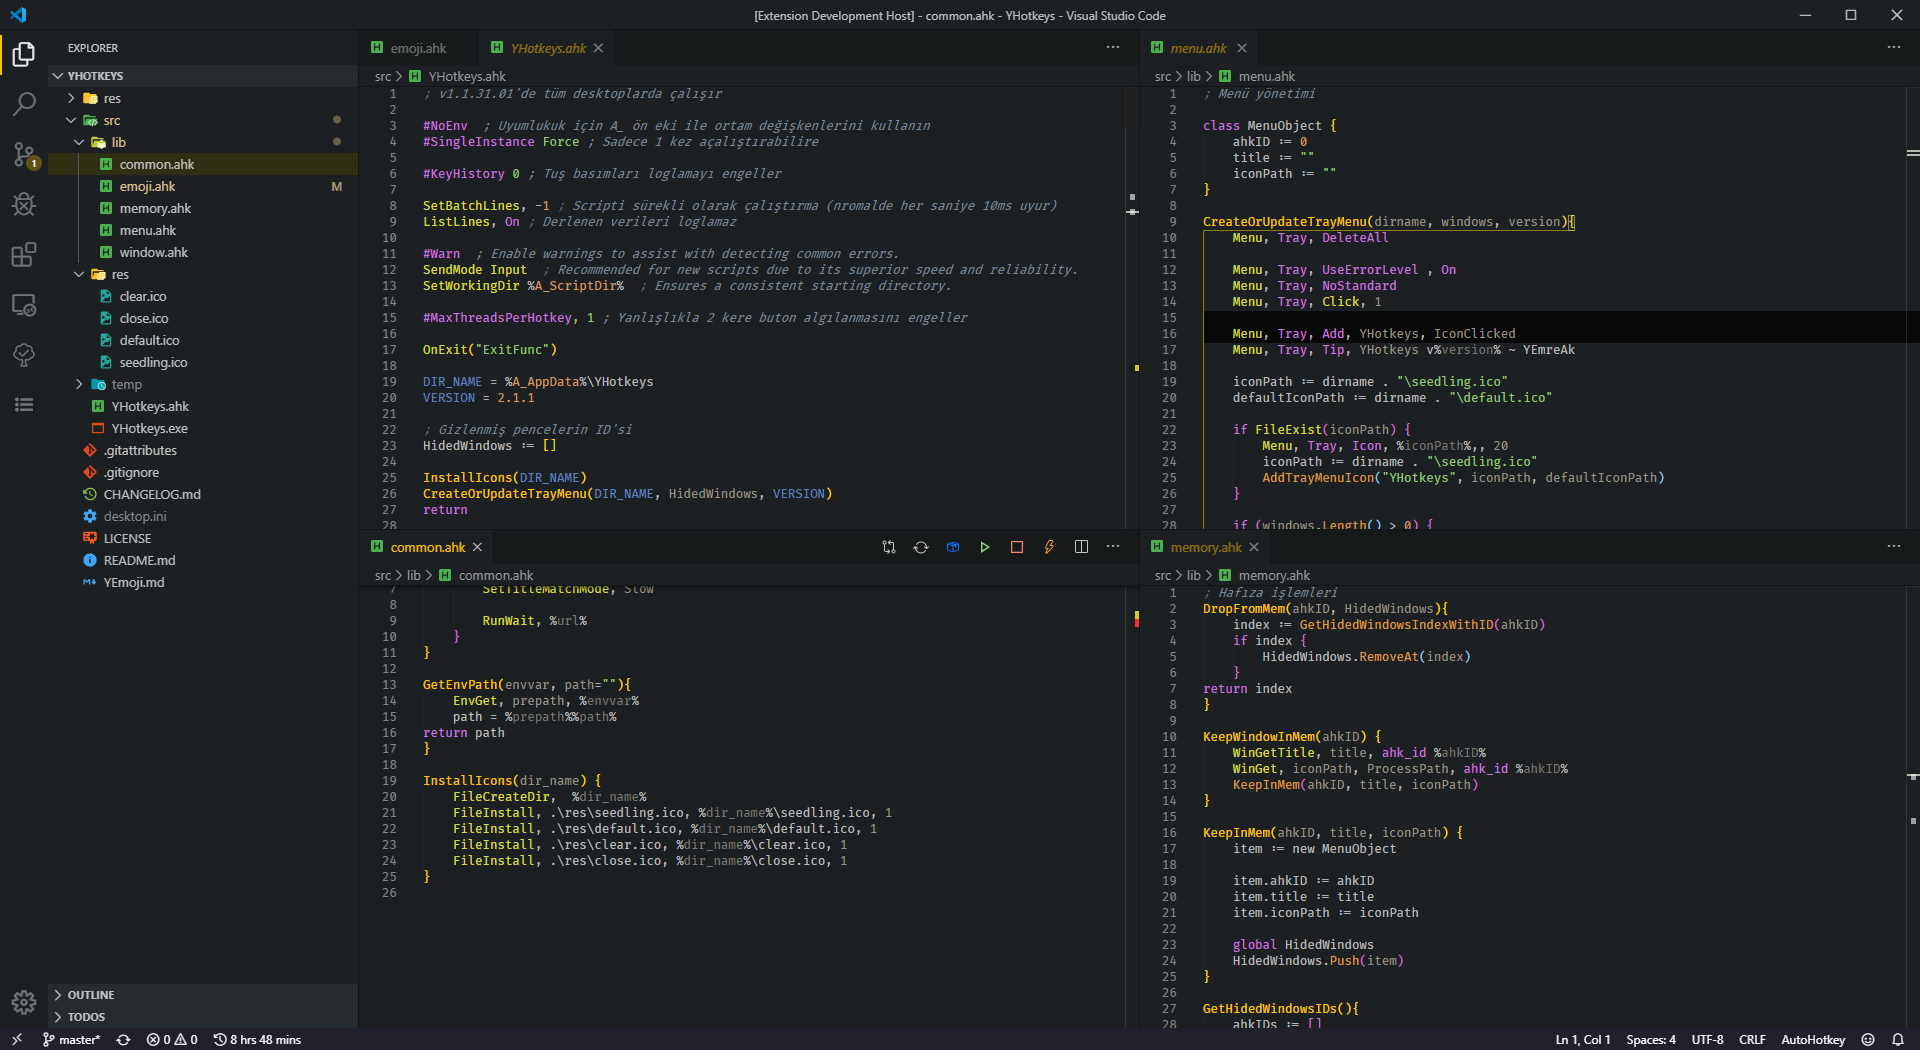 [Extension Development Host] - common.ahk - YHotkeys - Visual Studio Code
EXPLORER
YHOTKEYS
res
src
lib
common.ahk
emoji.ahk M
memory.ahk
menu.ahk
window.ahk
res
clear.ico
close.ico
default.ico
seedling.ico
temp
YHotkeys.ahk
YHotkeys.exe
.gitattributes
.gitignore
CHANGELOG.md
desktop.ini
LICENSE
README.md
YEmoji.md
OUTLINE
TODOS
1
emoji.ahk YHotkeys.ahk
src > YHotkeys.ahk
1 ; v1.1.31.01'de tüm desktoplarda çalışır
2
3 #NoEnv  ; Uyumlukuk için A_ ön eki ile ortam değişkenlerini kullanın
4 #SingleInstance Force ; Sadece 1 kez açalıştırabilire
5
6 #KeyHistory 0 ; Tuş basımları loglamayı engeller
7
8 SetBatchLines, -1 ; Scripti sürekli olarak çalıştırma (nromalde her saniye 10ms uyur)
9 ListLines, On ; Derlenen verileri loglamaz
10
11 #Warn  ; Enable warnings to assist with detecting common errors.
12 SendMode Input  ; Recommended for new scripts due to its superior speed and reliability.
13 SetWorkingDir %A_ScriptDir%  ; Ensures a consistent starting directory.
14
15 #MaxThreadsPerHotkey, 1 ; Yanlışlıkla 2 kere buton algılanmasını engeller
16
17 OnExit("ExitFunc")
18
19 DIR_NAME = %A_AppData%\YHotkeys
20 VERSION = 2.1.1
21
22 ; Gizlenmiş pencelerin ID'si
23 HidedWindows := []
24
25 InstallIcons(DIR_NAME)
26 CreateOrUpdateTrayMenu(DIR_NAME, HidedWindows, VERSION)
27 return
28
menu.ahk
src > lib > menu.ahk
1 ; Menü yönetimi
2
3 class MenuObject {
4     ahkID := 0
5     title := ""
6     iconPath := ""
7 }
8
9 CreateOrUpdateTrayMenu(dirname, windows, version){
10     Menu, Tray, DeleteAll
11
12     Menu, Tray, UseErrorLevel , On
13     Menu, Tray, NoStandard
14     Menu, Tray, Click, 1
15
16     Menu, Tray, Add, YHotkeys, IconClicked
17     Menu, Tray, Tip, YHotkeys v%version% ~ YEmreAk
18
19     iconPath := dirname . "\seedling.ico"
20     defaultIconPath := dirname . "\default.ico"
21
22     if FileExist(iconPath) {
23         Menu, Tray, Icon, %iconPath%,, 20
24         iconPath := dirname . "\seedling.ico"
25         AddTrayMenuIcon("YHotkeys", iconPath, defaultIconPath)
26     }
27
28     if (windows.Length() > 0) {
common.ahk
src > lib > common.ahk
7         SetTitleMatchMode, Slow
8
9         RunWait, %url%
10     }
11 }
12
13 GetEnvPath(envvar, path=""){
14     EnvGet, prepath, %envvar%
15     path = %prepath%%path%
16 return path
17 }
18
19 InstallIcons(dir_name) {
20     FileCreateDir,  %dir_name%
21     FileInstall, .\res\seedling.ico, %dir_name%\seedling.ico, 1
22     FileInstall, .\res\default.ico, %dir_name%\default.ico, 1
23     FileInstall, .\res\clear.ico, %dir_name%\clear.ico, 1
24     FileInstall, .\res\close.ico, %dir_name%\close.ico, 1
25 }
26
memory.ahk
src > lib > memory.ahk
1 ; Hafıza işlemleri
2 DropFromMem(ahkID, HidedWindows){
3     index := GetHidedWindowsIndexWithID(ahkID)
4     if index {
5         HidedWindows.RemoveAt(index)
6     }
7 return index
8 }
9
10 KeepWindowInMem(ahkID) {
11     WinGetTitle, title, ahk_id %ahkID%
12     WinGet, iconPath, ProcessPath, ahk_id %ahkID%
13     KeepInMem(ahkID, title, iconPath)
14 }
15
16 KeepInMem(ahkID, title, iconPath) {
17     item := new MenuObject
18
19     item.ahkID := ahkID
20     item.title := title
21     item.iconPath := iconPath
22
23     global HidedWindows
24     HidedWindows.Push(item)
25 }
26
27 GetHidedWindowsIDs(){
28     ahkIDs := []
master* 0 0 8 hrs 48 mins Ln 1, Col 1 Spaces: 4 UTF-8 CRLF AutoHotkey